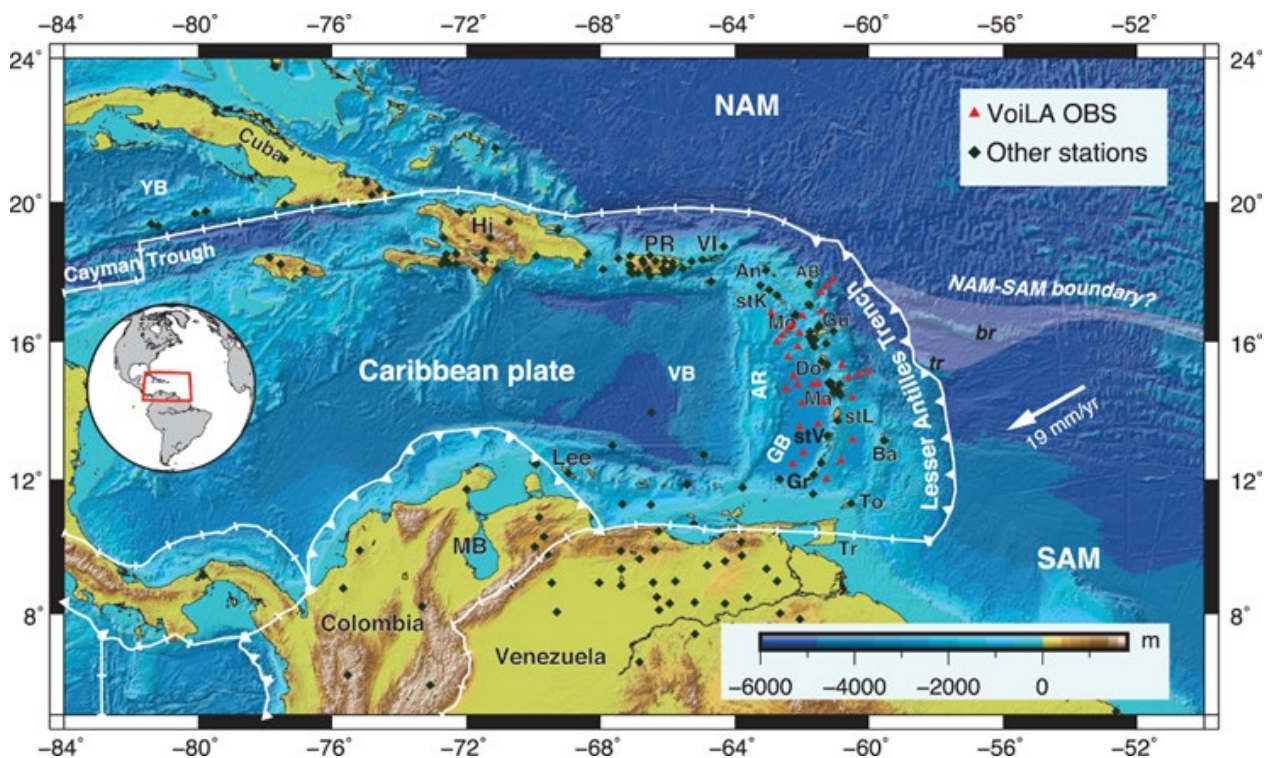 −84 −80 −76 −72 −68 −64 −60 −56 −52
24° 24°
NAM
VoiLA OBS
Other stations
Cuba
YB
20° 20°
Hi
PR VI
Cayman Trough
An AB
stK
NAM-SAM boundary?
Mo Gu
br
16° 16°
tr
Caribbean plate
VB
AR
Do
Ma
stL
Lesser Antilles Trench
19 mm/yr
stV
GB
Ba
Lee
12° 12°
Gr
To
MB
Tr
SAM
8° 8°
Colombia
Venezuela
m
−6000 −4000 −2000 0
−84 −80 −76 −72 −68 −64 −60 −56 −52